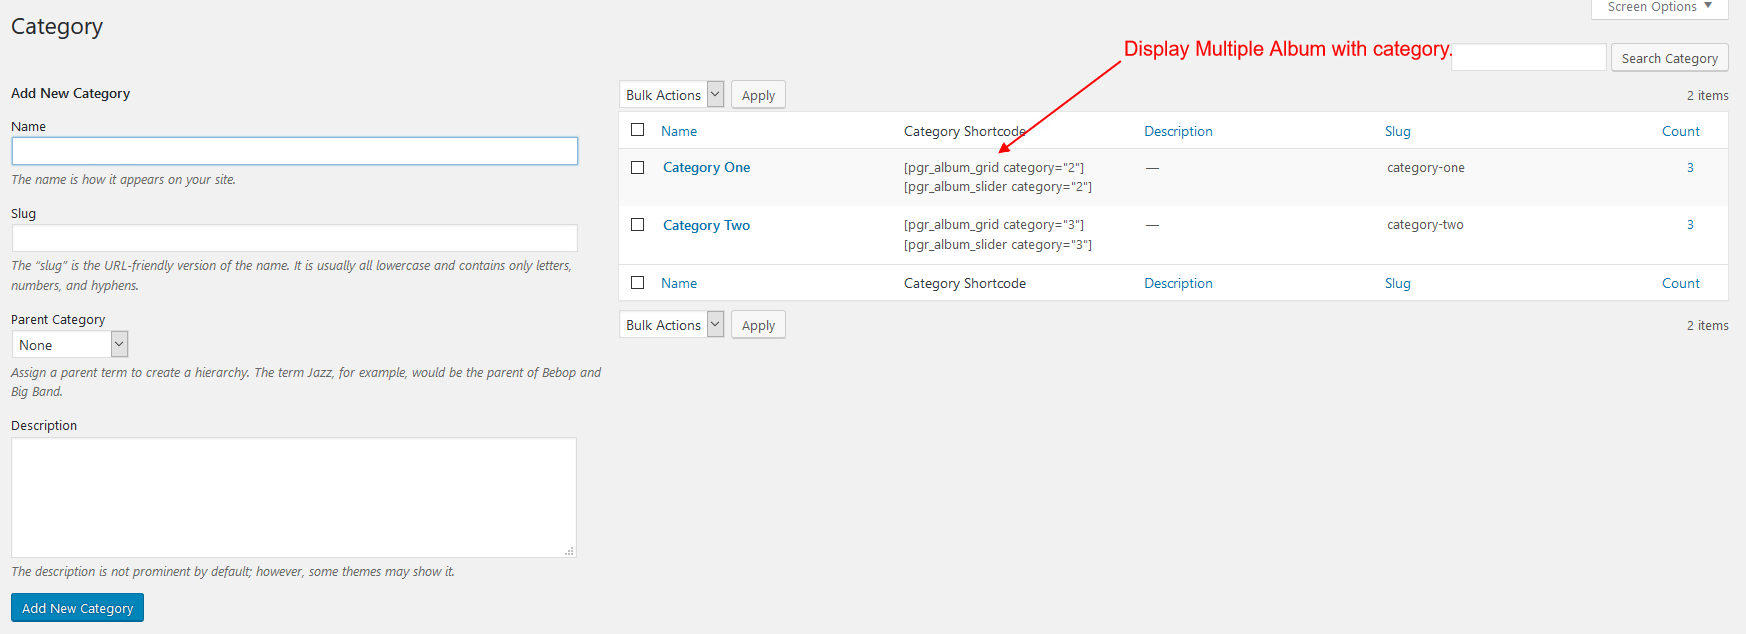 Screen Options
Category
Display Multiple Album with category.
Search Category
Add New Category
Bulk Actions
Apply
2 items
Name
The name is how it appears on your site.
Slug
The “slug” is the URL-friendly version of the name. It is usually all lowercase and contains only letters,
numbers, and hyphens.
Parent Category
None
Assign a parent term to create a hierarchy. The term Jazz, for example, would be the parent of Bebop and
Big Band.
Description
The description is not prominent by default; however, some themes may show it.
Add New Category
Name Category Shortcode Description Slug Count
Category One [pgr_album_grid category="2"] — category-one 3
[pgr_album_slider category="2"]
Category Two [pgr_album_grid category="3"] — category-two 3
[pgr_album_slider category="3"]
Name Category Shortcode Description Slug Count
Bulk Actions
Apply
2 items